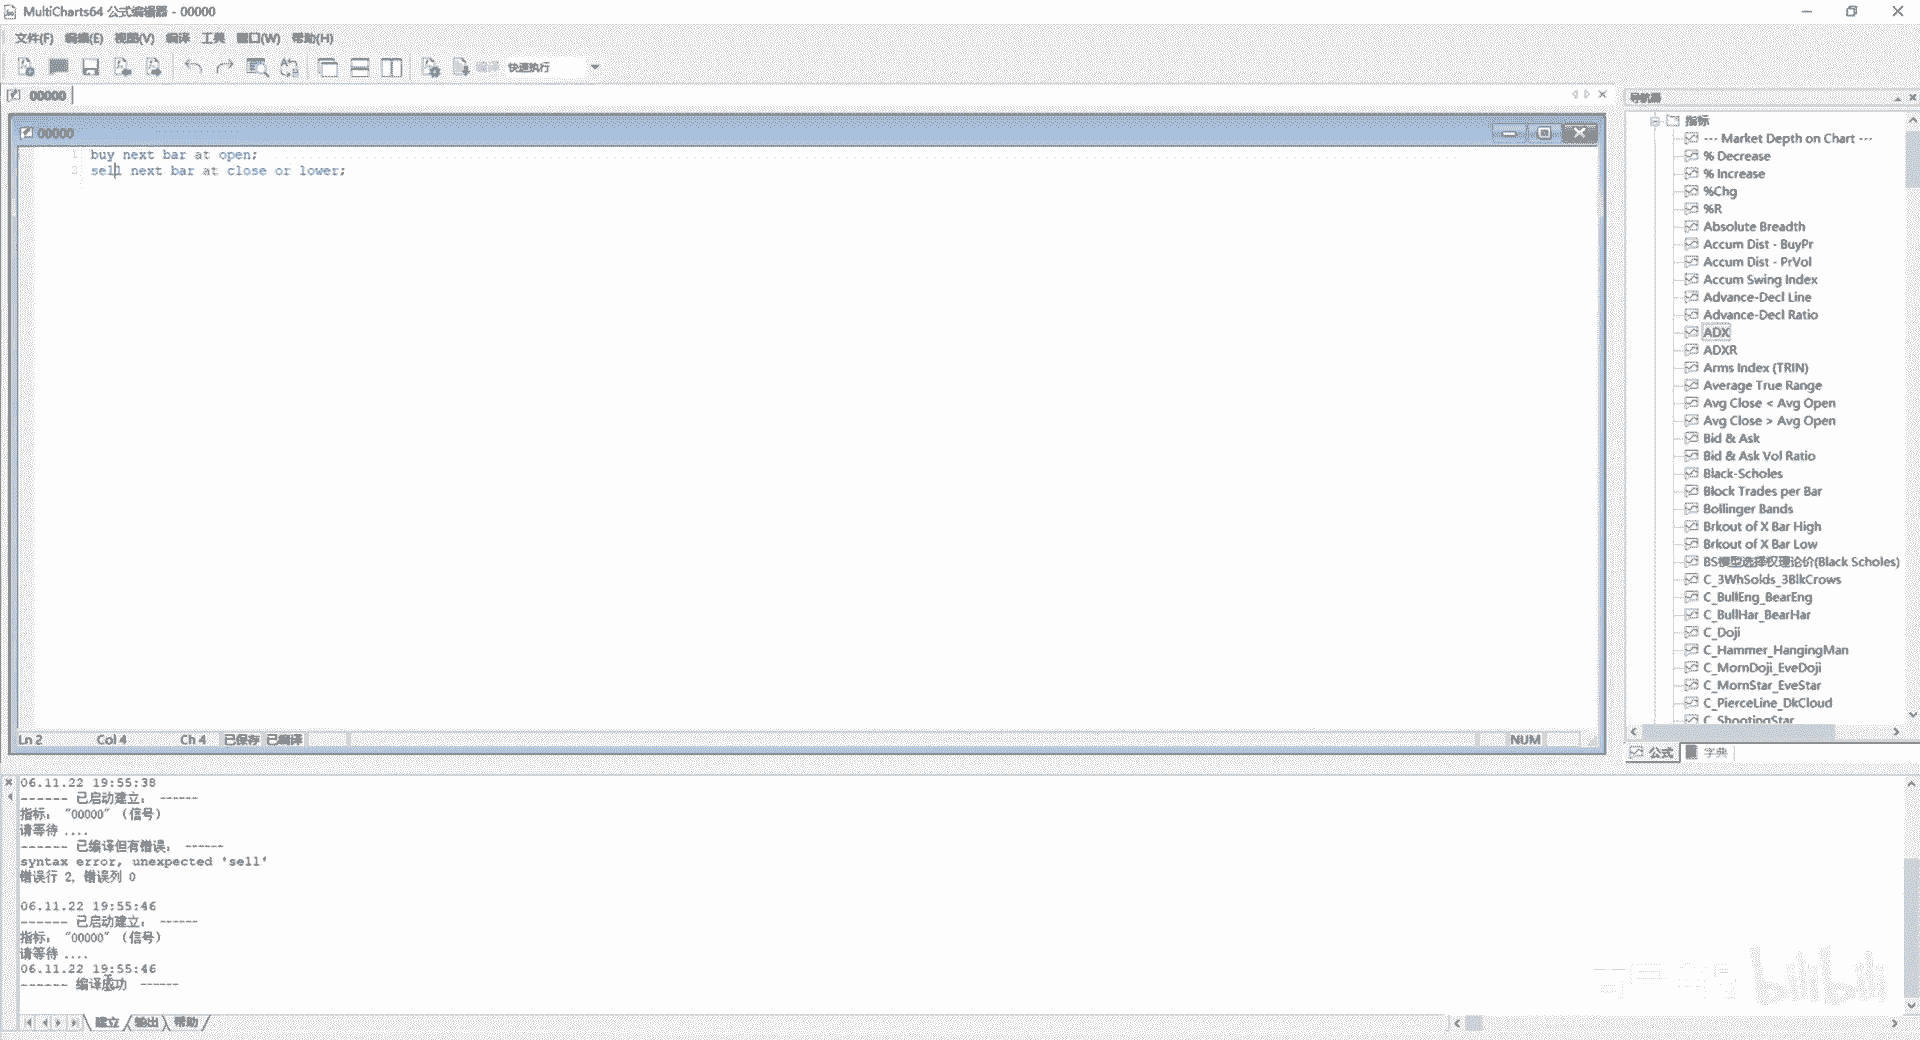 MultiCharts64 公式编辑器 - 00000
文件(F) 编辑(E) 视图(V) 编译 工具 窗口(W) 帮助(H)
编译 快速执行
00000
00000
1 buy next bar at open;
2 sell next bar at close or lower;
Ln 2 Col 4 Ch 4 已保存 已编译 NUM
导航器
指标
--- Market Depth on Chart ---
% Decrease
% Increase
%Chg
%R
Absolute Breadth
Accum Dist - BuyPr
Accum Dist - PrVol
Accum Swing Index
Advance-Decl Line
Advance-Decl Ratio
ADX
ADXR
Arms Index (TRIN)
Average True Range
Avg Close < Avg Open
Avg Close > Avg Open
Bid & Ask
Bid & Ask Vol Ratio
Black-Scholes
Block Trades per Bar
Bollinger Bands
Brkout of X Bar High
Brkout of X Bar Low
BS模型选择权理论价(Black Scholes)
C_3WhSolds_3BlkCrows
C_BullEng_BearEng
C_BullHar_BearHar
C_Doji
C_Hammer_HangingMan
C_MornDoji_EveDoji
C_MornStar_EveStar
C_PierceLine_DkCloud
C_ShootingStar
公式 字典
06.11.22 19:55:38
------ 已启动建立: ------
指标: "00000" (信号)
请等待 ....
------ 已编译但有错误: ------
syntax error, unexpected 'sell'
错误行 2, 错误列 0
06.11.22 19:55:46
------ 已启动建立: ------
指标: "00000" (信号)
请等待 ....
06.11.22 19:55:46
------ 编译成功 ------
建立 输出 帮助
bilibili